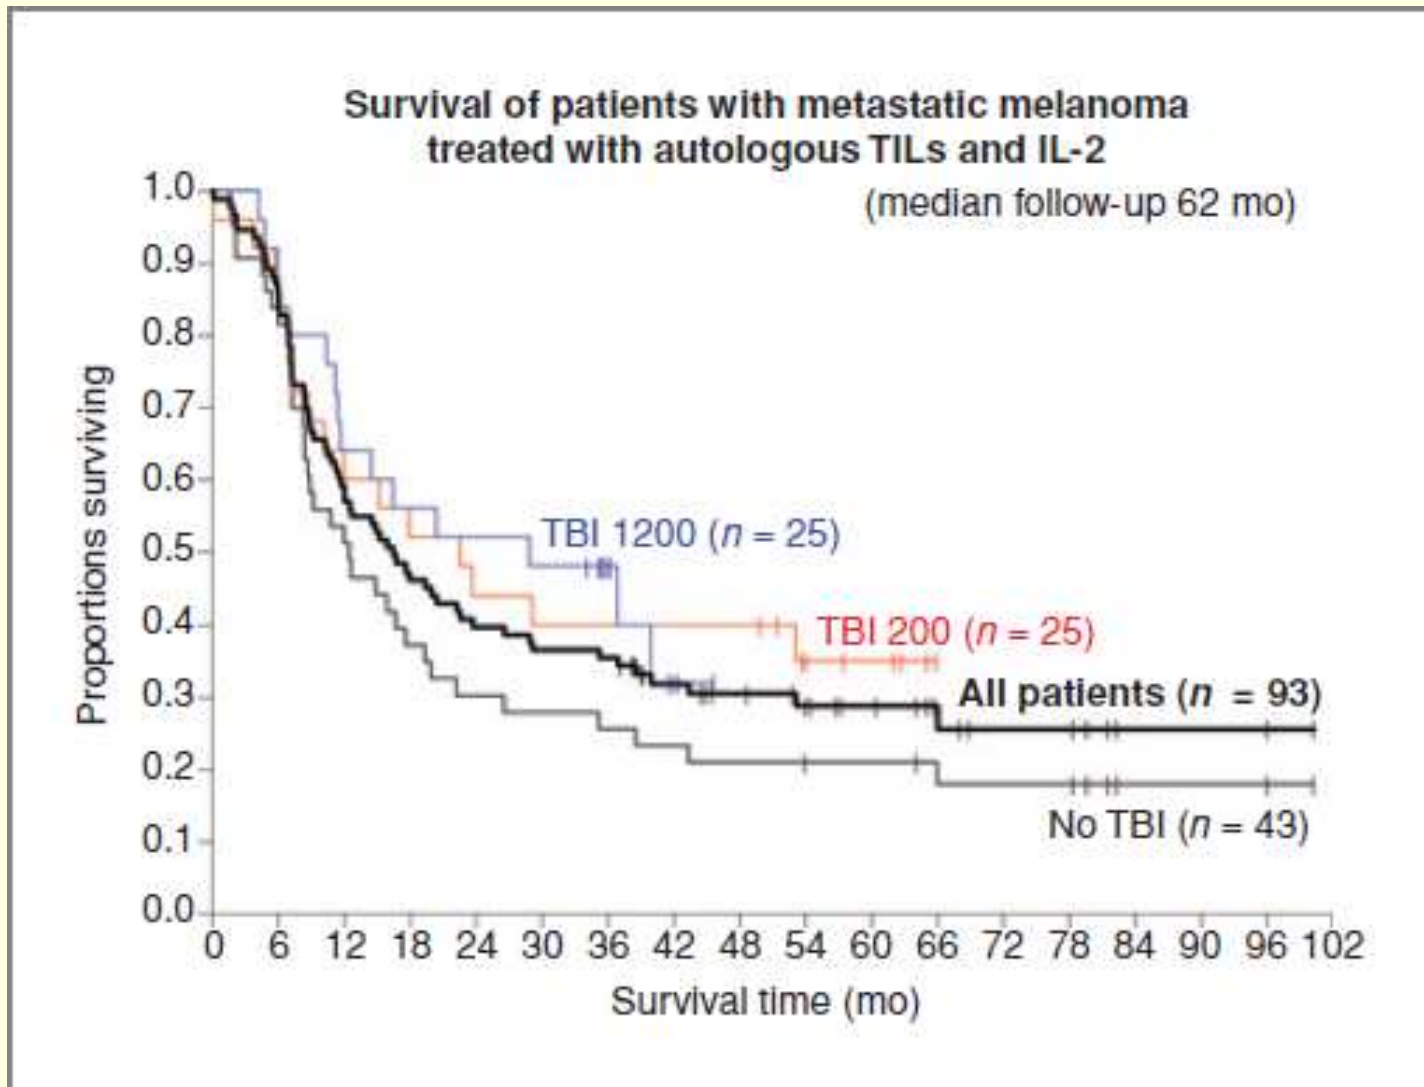 Survival of patients with metastatic melanoma
treated with autologous TILs and IL-2
(median follow-up 62 mo)
Proportions surviving
1.0
0.9
0.8
0.7
0.6
0.5
0.4
0.3
0.2
0.1
0.0
TBI 1200 (n = 25)
TBI 200 (n = 25)
All patients (n = 93)
No TBI (n = 43)
0 6 12 18 24 30 36 42 48 54 60 66 72 78 84 90 96 102
Survival time (mo)